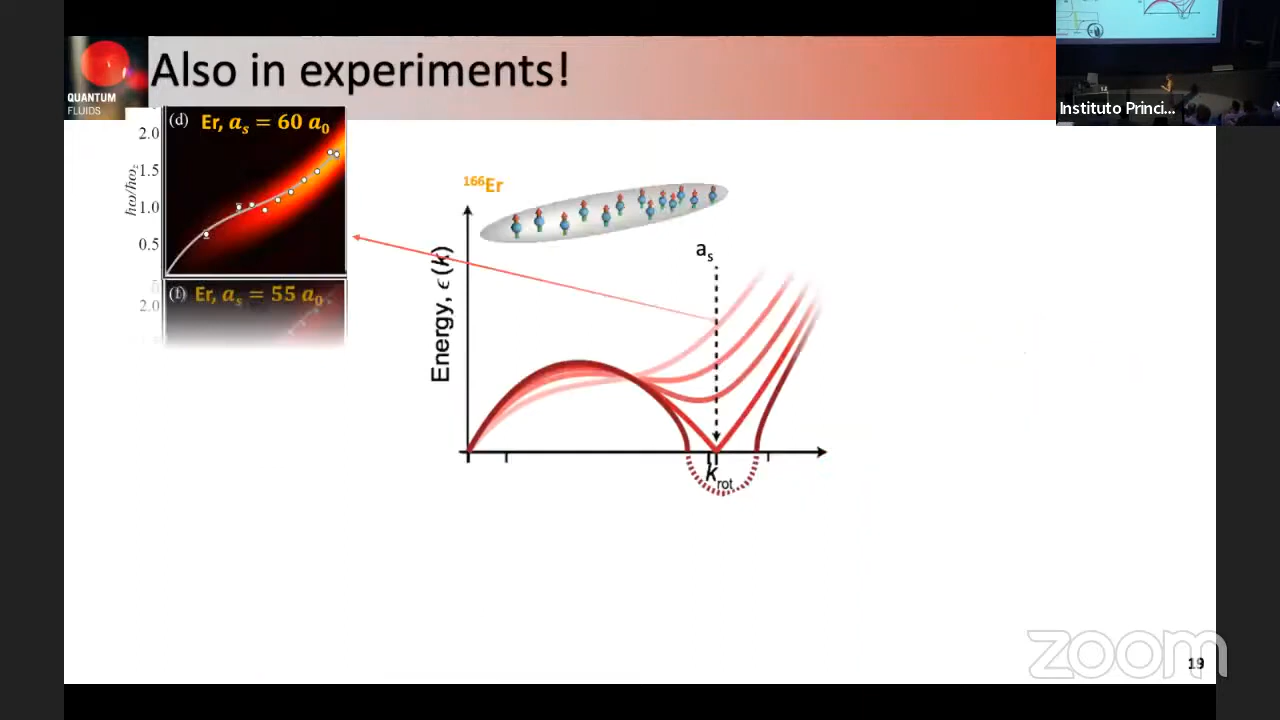 Also in experiments!
QUANTUM
FLUIDS
Instituto Princi...
(d) Er, a_s = 60 a_0
2.0
1.5
1.0
0.5
ħω/ħω_z
(f) Er, a_s = 55 a_0
2.0
166Er
a_s
Energy, ϵ(k)
k_rot
zoom
19